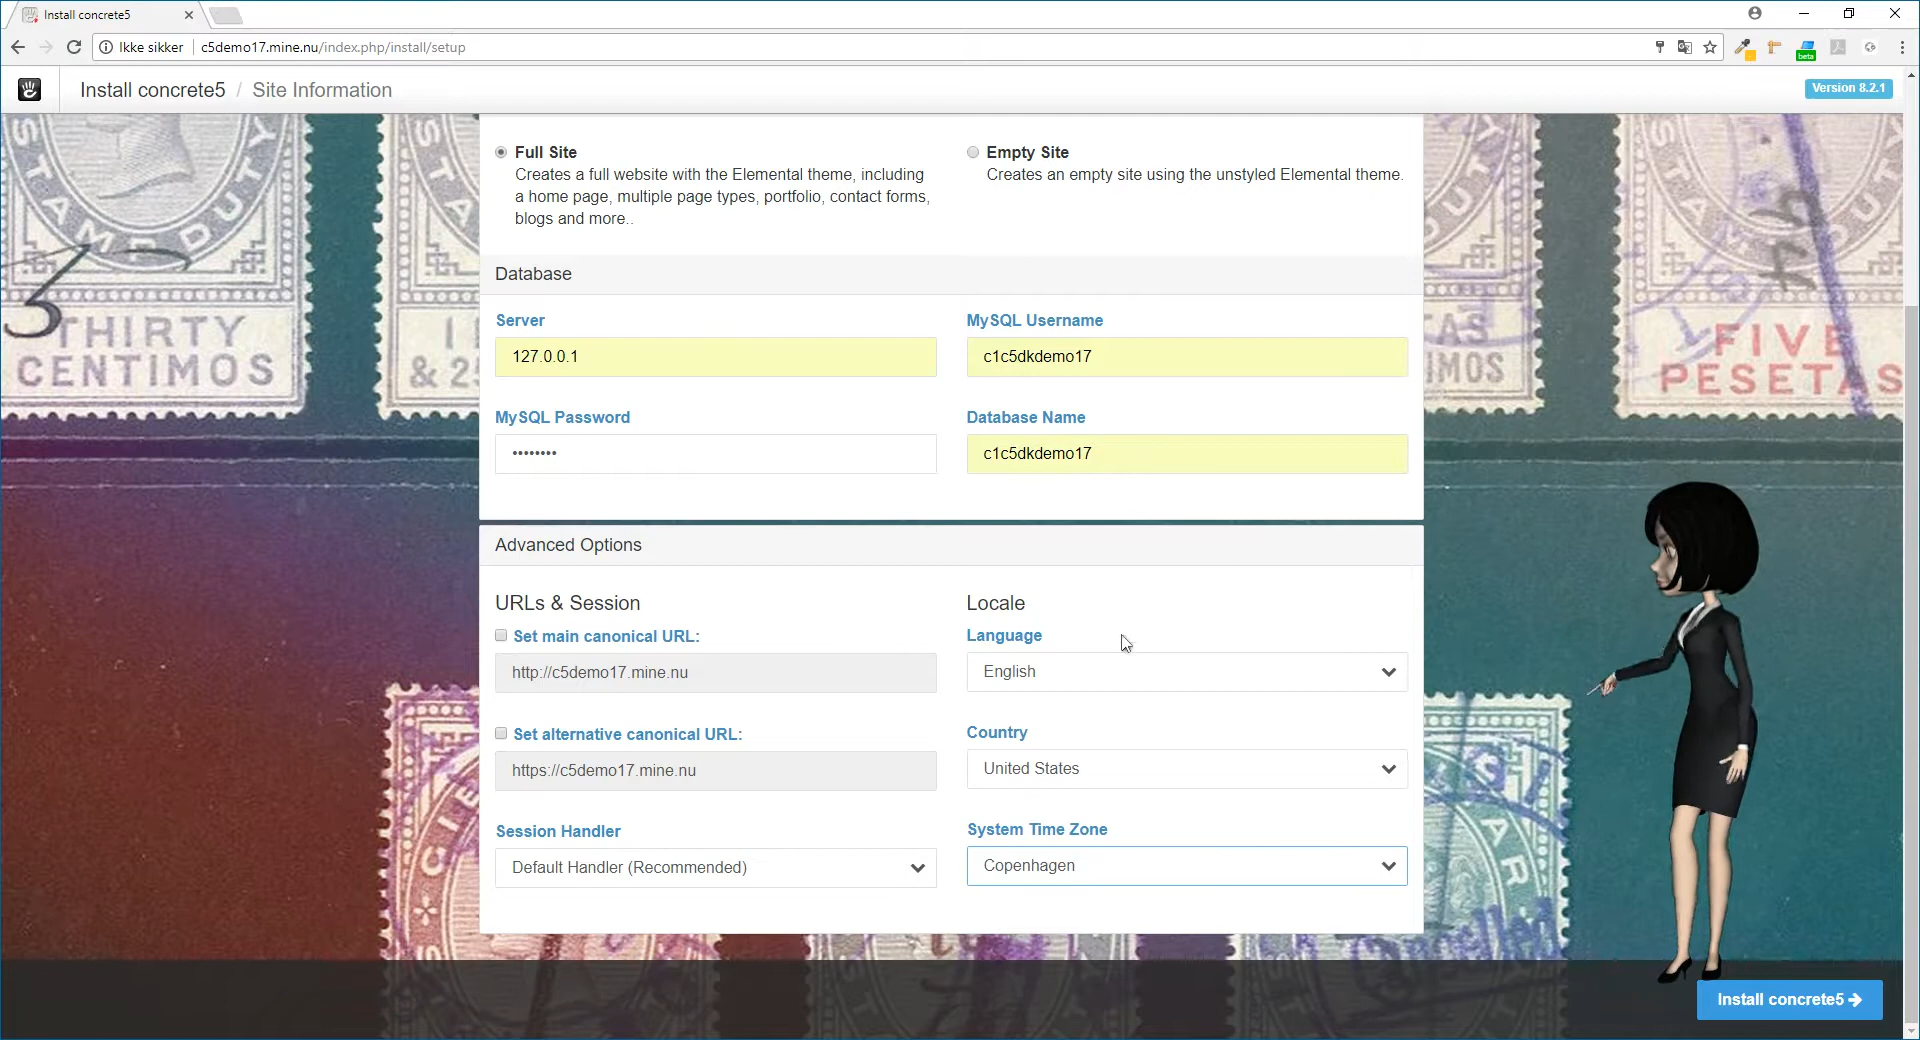 Install concrete5
Ikke sikker
c5demo17.mine.nu/index.php/install/setup
beta
Install concrete5 / Site Information
Version 8.2.1
Full Site
Creates a full website with the Elemental theme, including
a home page, multiple page types, portfolio, contact forms,
blogs and more..
Empty Site
Creates an empty site using the unstyled Elemental theme.
Database
Server
127.0.0.1
MySQL Username
c1c5dkdemo17
MySQL Password
••••••••
Database Name
c1c5dkdemo17
Advanced Options
URLs & Session
Set main canonical URL:
http://c5demo17.mine.nu
Set alternative canonical URL:
https://c5demo17.mine.nu
Session Handler
Default Handler (Recommended)
Locale
Language
English
Country
United States
System Time Zone
Copenhagen
Install concrete5
STAMP DUTY
3
THIRTY
CENTIMOS
FIVE
PESETAS
Cancelled